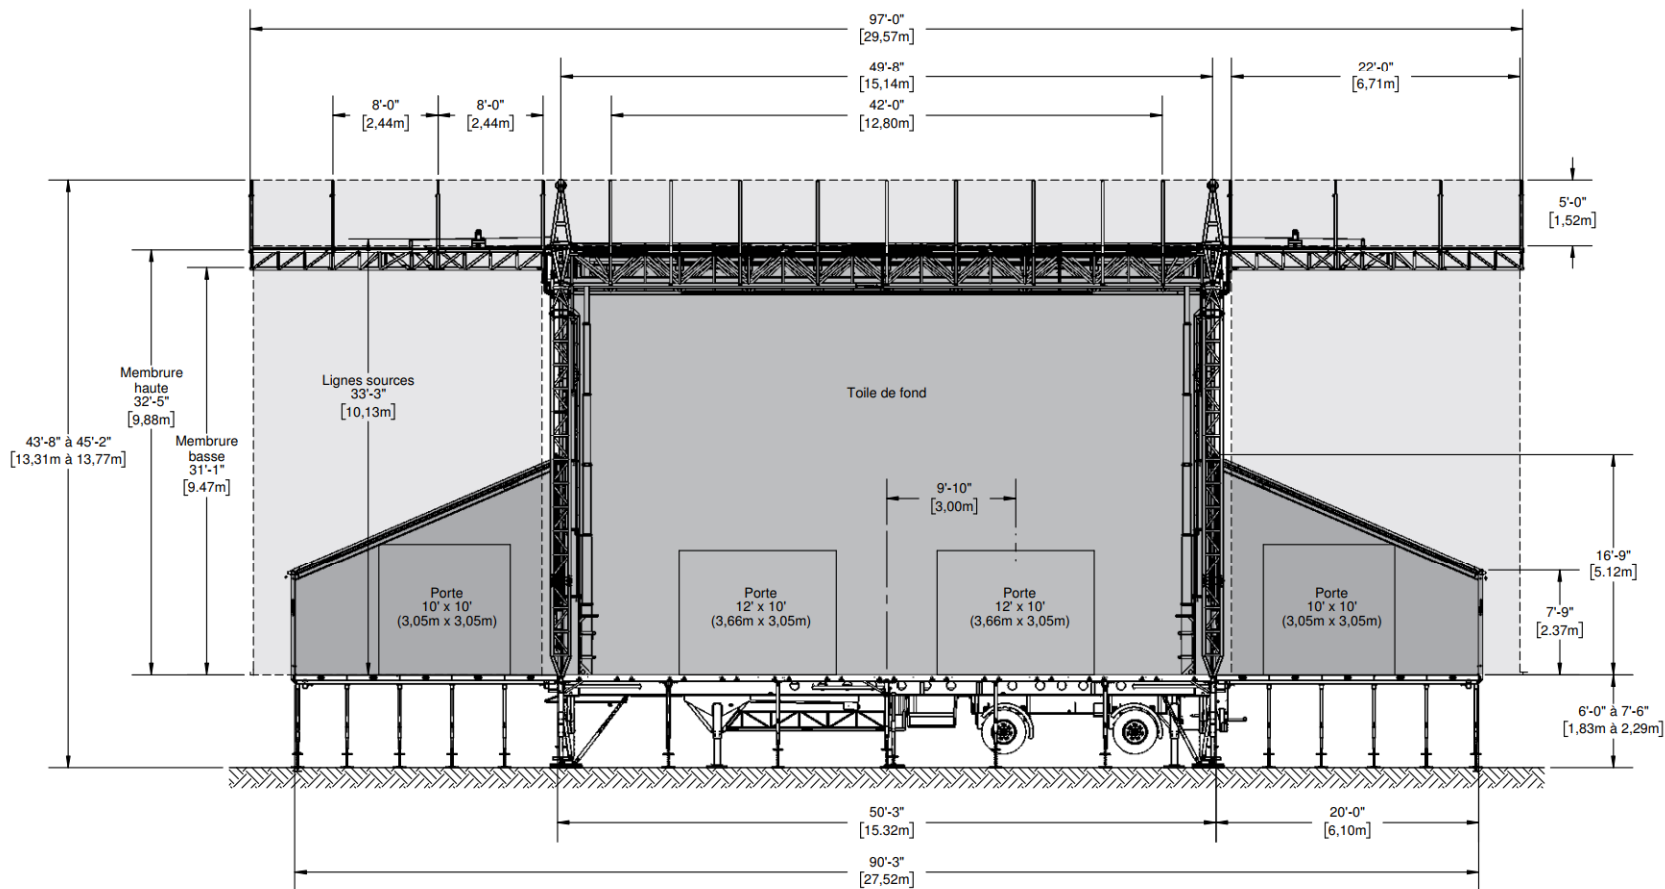 97'-0"
[29,57m]
49'-8"
[15,14m]
22'-0"
[6,71m]
8'-0"
[2,44m]
8'-0"
[2,44m]
42'-0"
[12,80m]
5'-0"
[1,52m]
Membrure
haute
32'-5"
[9,88m]
Lignes sources
33'-3"
[10,13m]
Toile de fond
43'-8" à 45'-2"
[13,31m à 13,77m]
Membrure
basse
31'-1"
[9.47m]
9'-10"
[3,00m]
16'-9"
[5.12m]
Porte
10' x 10'
(3,05m x 3,05m)
Porte
12' x 10'
(3,66m x 3,05m)
Porte
12' x 10'
(3,66m x 3,05m)
Porte
10' x 10'
(3,05m x 3,05m)
7'-9"
[2.37m]
6'-0" à 7'-6"
[1,83m à 2,29m]
50'-3"
[15.32m]
20'-0"
[6,10m]
90'-3"
[27,52m]